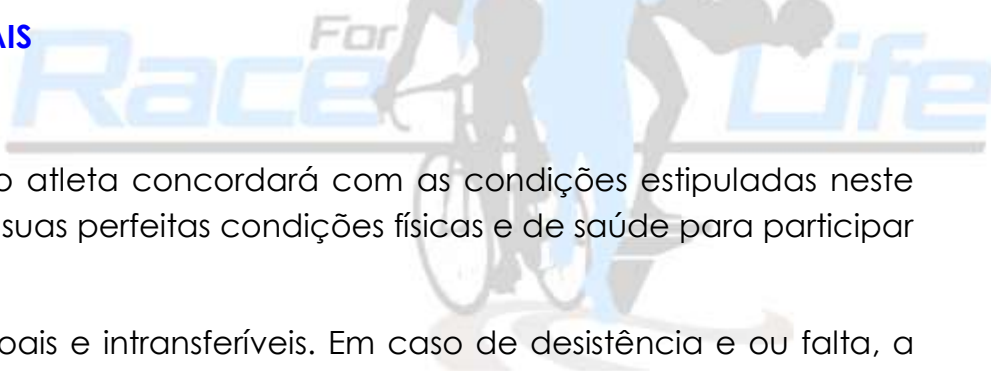 AIS
For
Race Life
o atleta concordará com as condições estipuladas neste
suas perfeitas condições físicas e de saúde para participar
oais e intransferíveis. Em caso de desistência e ou falta, a